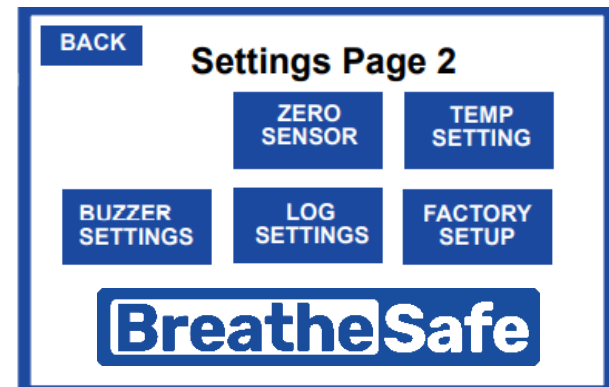 BACK
Settings Page 2
ZERO
SENSOR
TEMP
SETTING
BUZZER
SETTINGS
LOG
SETTINGS
FACTORY
SETUP
BreatheSafe